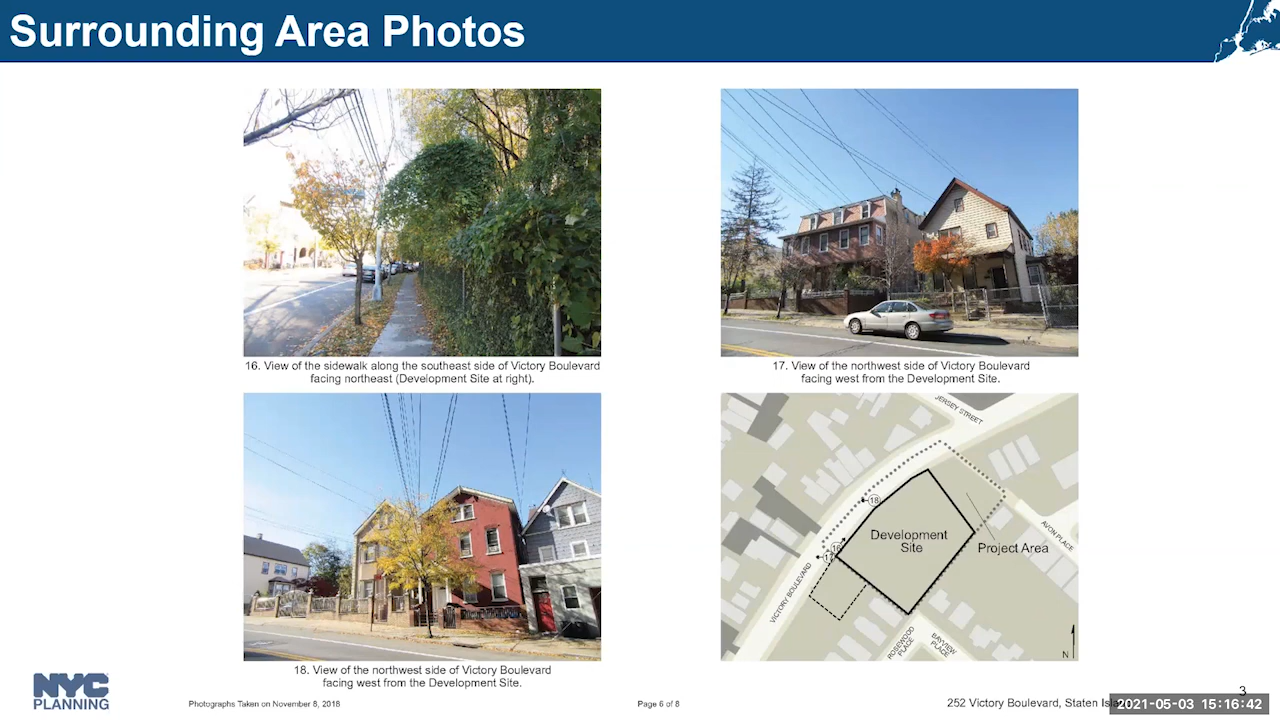 Surrounding Area Photos
16. View of the sidewalk along the southeast side of Victory Boulevard
facing northeast (Development Site at right).
17. View of the northwest side of Victory Boulevard
facing west from the Development Site.
18. View of the northwest side of Victory Boulevard
facing west from the Development Site.
JERSEY STREET
18
Development
Site
16
17
Project Area
AVON PLACE
VICTORY BOULEVARD
ROSEWOOD
PLACE
BAYVIEW
PLACE
N
NYC
PLANNING
Photographs Taken on November 8, 2018
Page 6 of 8
252 Victory Boulevard, Staten
3
2021-05-03 15:16:42